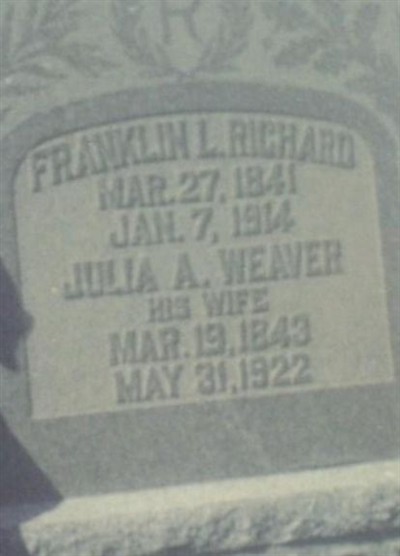 R
FRANKLIN L. RICHARD
MAR. 27, 1841
JAN. 7, 1914
JULIA A. WEAVER
HIS WIFE
MAR. 19, 1843
MAY 31, 1922